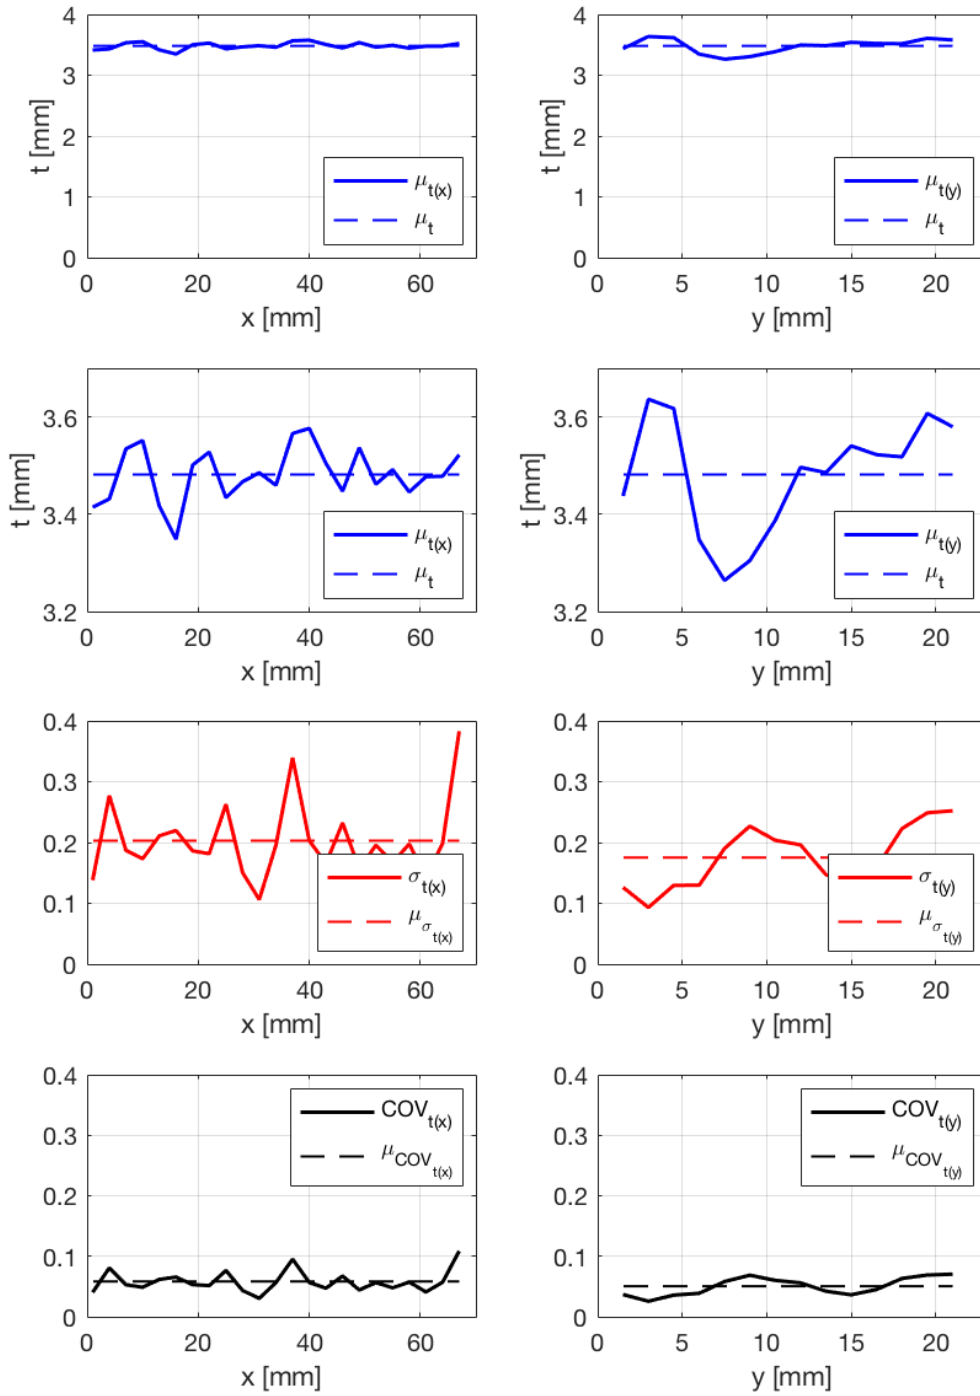 4
3
2
1
0
t [mm]
μt(x)
μt
0 20 40 60
x [mm]
4
3
2
1
0
t [mm]
μt(y)
μt
0 5 10 15 20
y [mm]
3.6
3.4
3.2
t [mm]
μt(x)
μt
0 20 40 60
x [mm]
3.6
3.4
3.2
t [mm]
μt(y)
μt
0 5 10 15 20
y [mm]
0.4
0.3
0.2
0.1
0
σt(x)
μσt(x)
0 20 40 60
x [mm]
0.4
0.3
0.2
0.1
0
σt(y)
μσt(y)
0 5 10 15 20
y [mm]
0.4
0.3
0.2
0.1
0
COVt(x)
μCOVt(x)
0 20 40 60
x [mm]
0.4
0.3
0.2
0.1
0
COVt(y)
μCOVt(y)
0 5 10 15 20
y [mm]